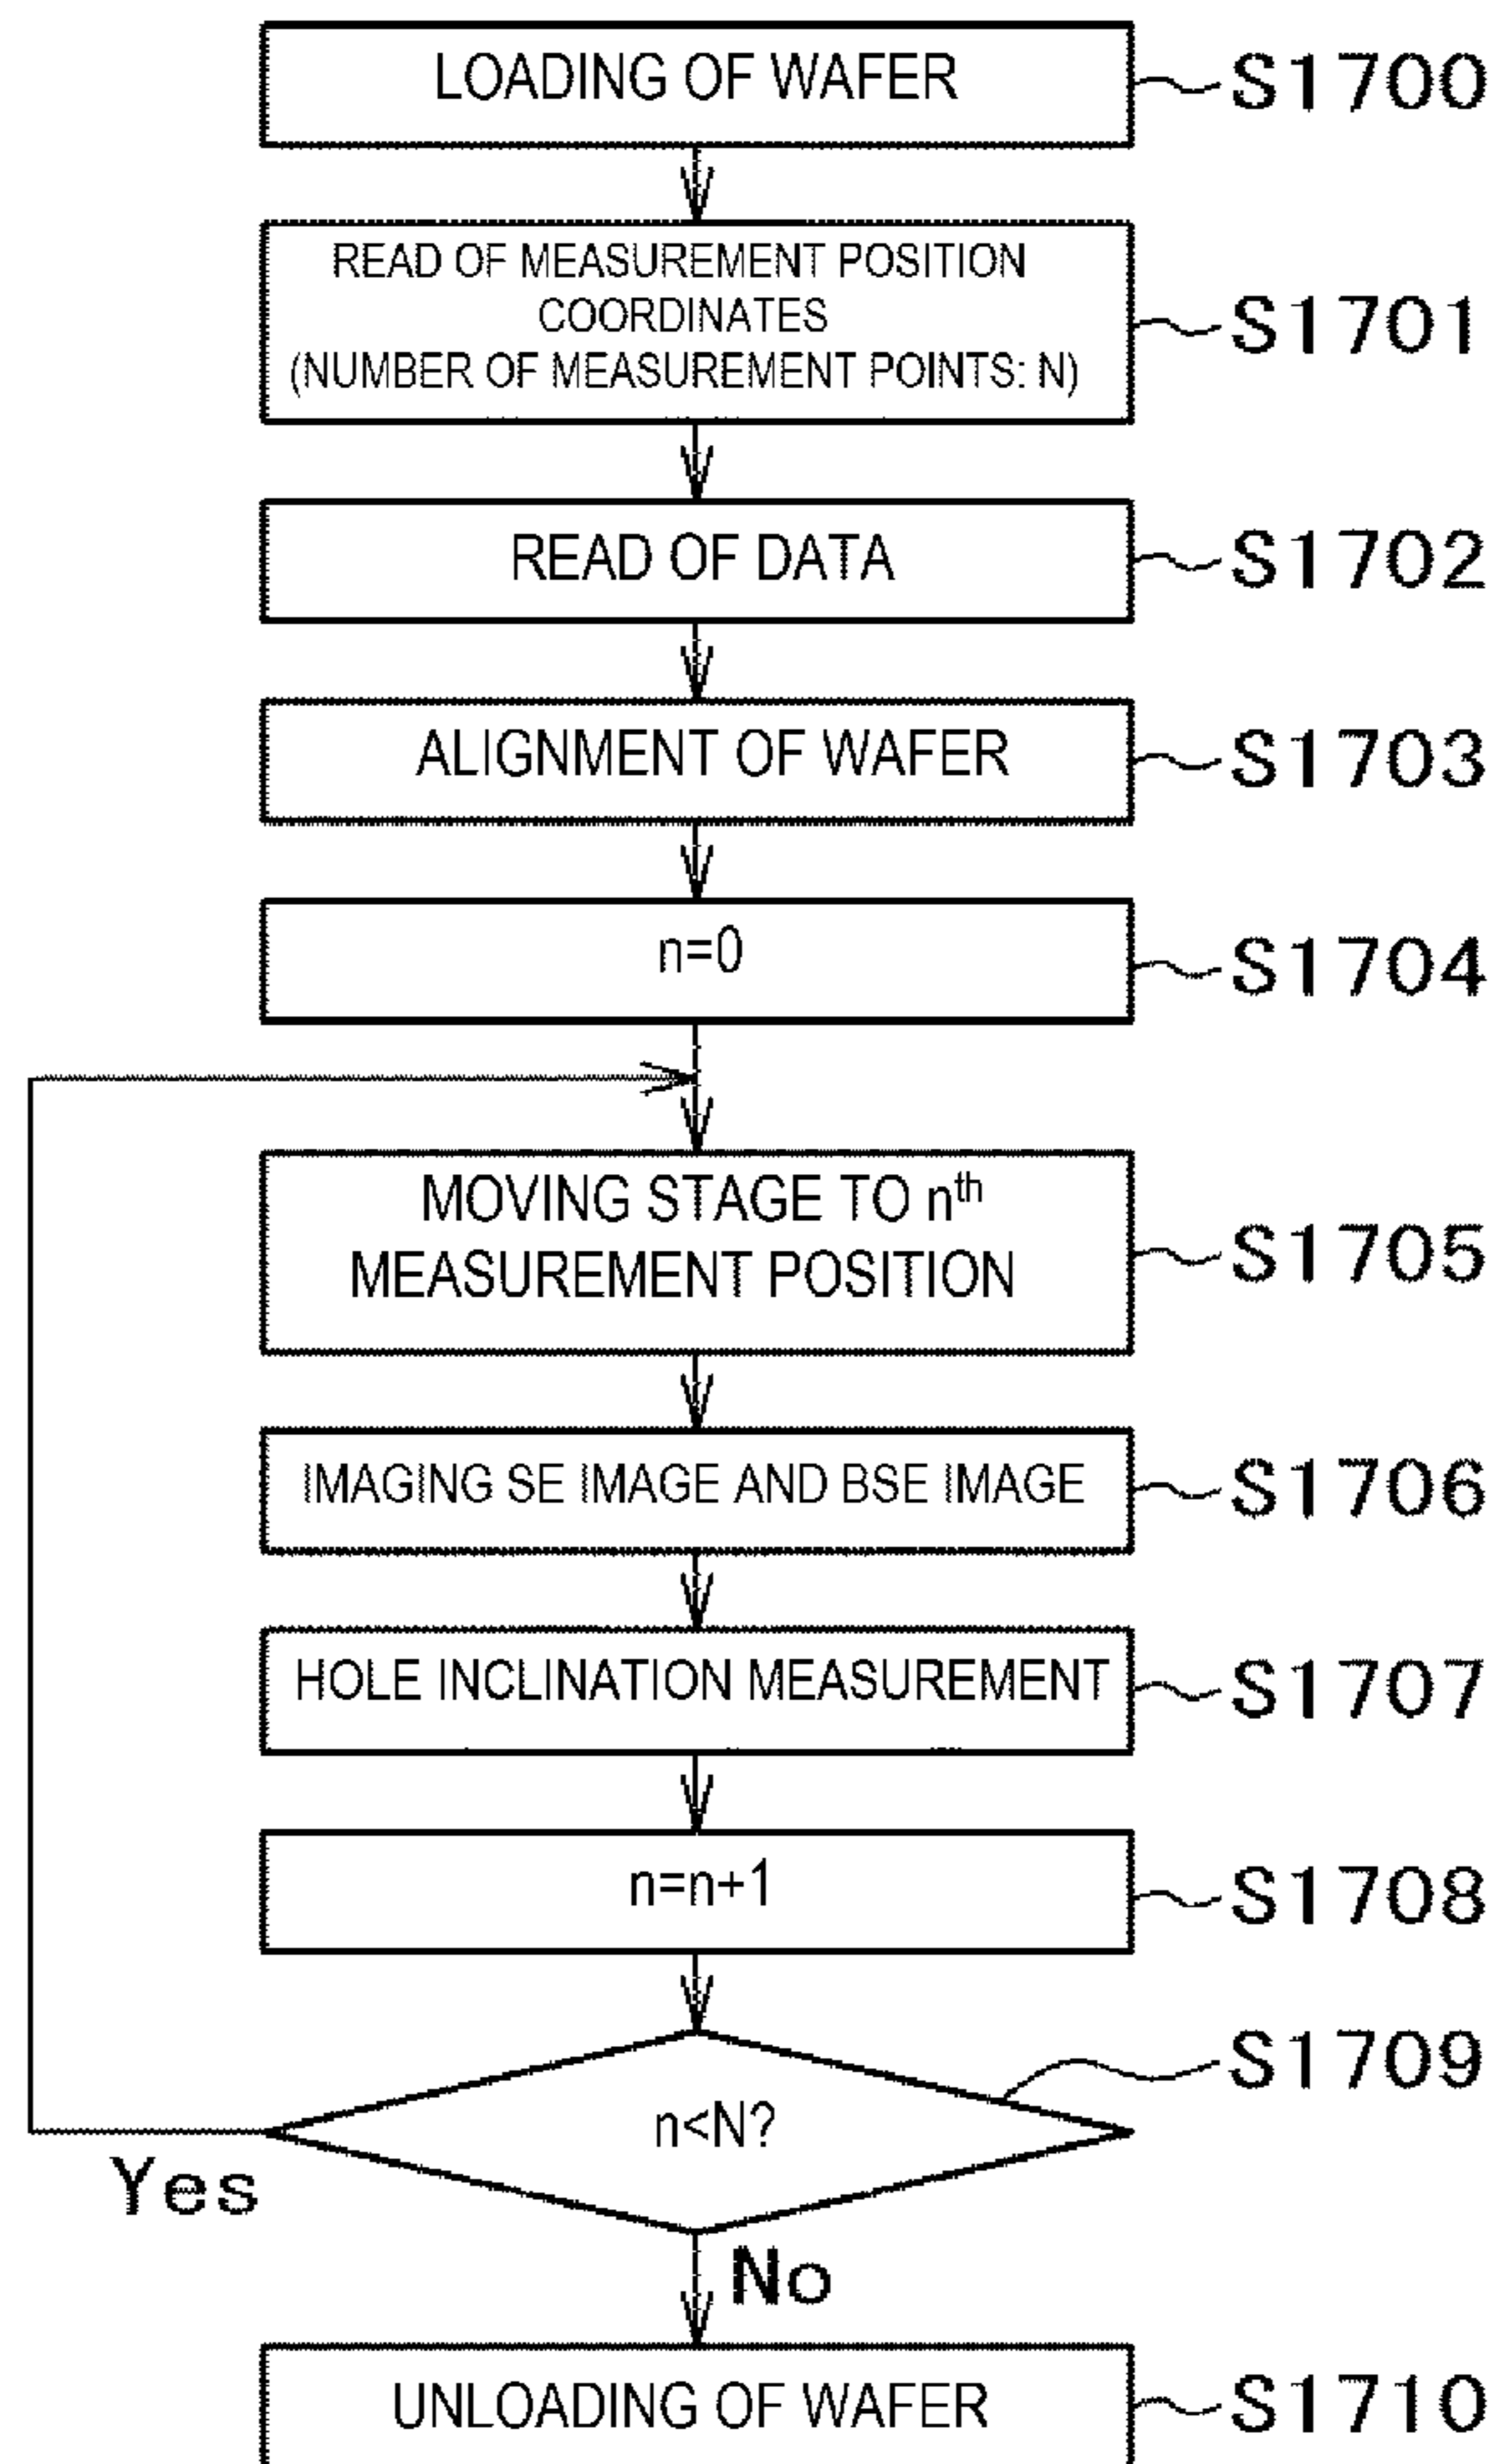 LOADING OF WAFER
S1700
READ OF MEASUREMENT POSITION
COORDINATES
(NUMBER OF MEASUREMENT POINTS: N)
S1701
READ OF DATA
S1702
ALIGNMENT OF WAFER
S1703
n=0
S1704
MOVING STAGE TO nth
MEASUREMENT POSITION
S1705
IMAGING SE IMAGE AND BSE IMAGE
S1706
HOLE INCLINATION MEASUREMENT
S1707
n=n+1
S1708
S1709
n<N?
Yes
No
UNLOADING OF WAFER
S1710